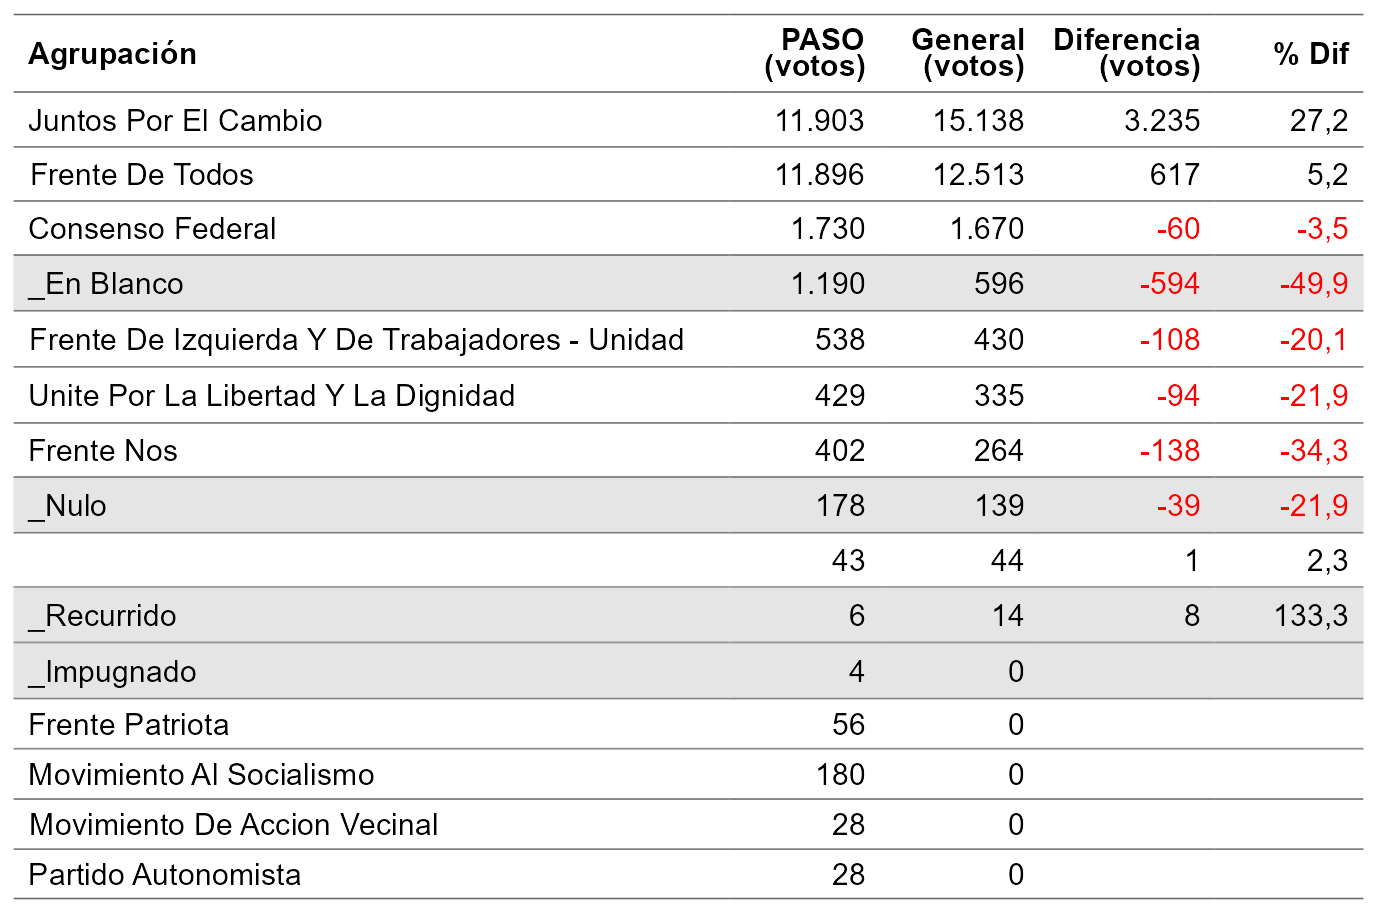 Agrupación PASO (votos) General (votos) Diferencia (votos) % Dif
Juntos Por El Cambio 11.903 15.138 3.235 27,2
Frente De Todos 11.896 12.513 617 5,2
Consenso Federal 1.730 1.670 -60 -3,5
_En Blanco 1.190 596 -594 -49,9
Frente De Izquierda Y De Trabajadores - Unidad 538 430 -108 -20,1
Unite Por La Libertad Y La Dignidad 429 335 -94 -21,9
Frente Nos 402 264 -138 -34,3
_Nulo 178 139 -39 -21,9
43 44 1 2,3
_Recurrido 6 14 8 133,3
_Impugnado 4 0
Frente Patriota 56 0
Movimiento Al Socialismo 180 0
Movimiento De Accion Vecinal 28 0
Partido Autonomista 28 0